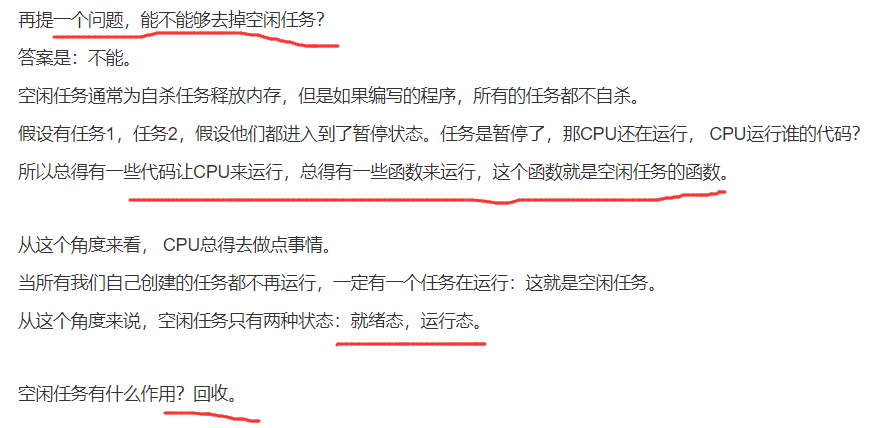 再提一个问题，能不能够去掉空闲任务？
答案是：不能。
空闲任务通常为自杀任务释放内存，但是如果编写的程序，所有的任务都不自杀。
假设有任务1，任务2，假设他们都进入到了暂停状态。任务是暂停了，那CPU还在运行， CPU运行谁的代码？
所以总得有一些代码让CPU来运行，总得有一些函数来运行，这个函数就是空闲任务的函数。
从这个角度来看， CPU总得去做点事情。
当所有我们自己创建的任务都不再运行，一定有一个任务在运行：这就是空闲任务。
从这个角度来说，空闲任务只有两种状态：就绪态，运行态。
空闲任务有什么作用？回收。